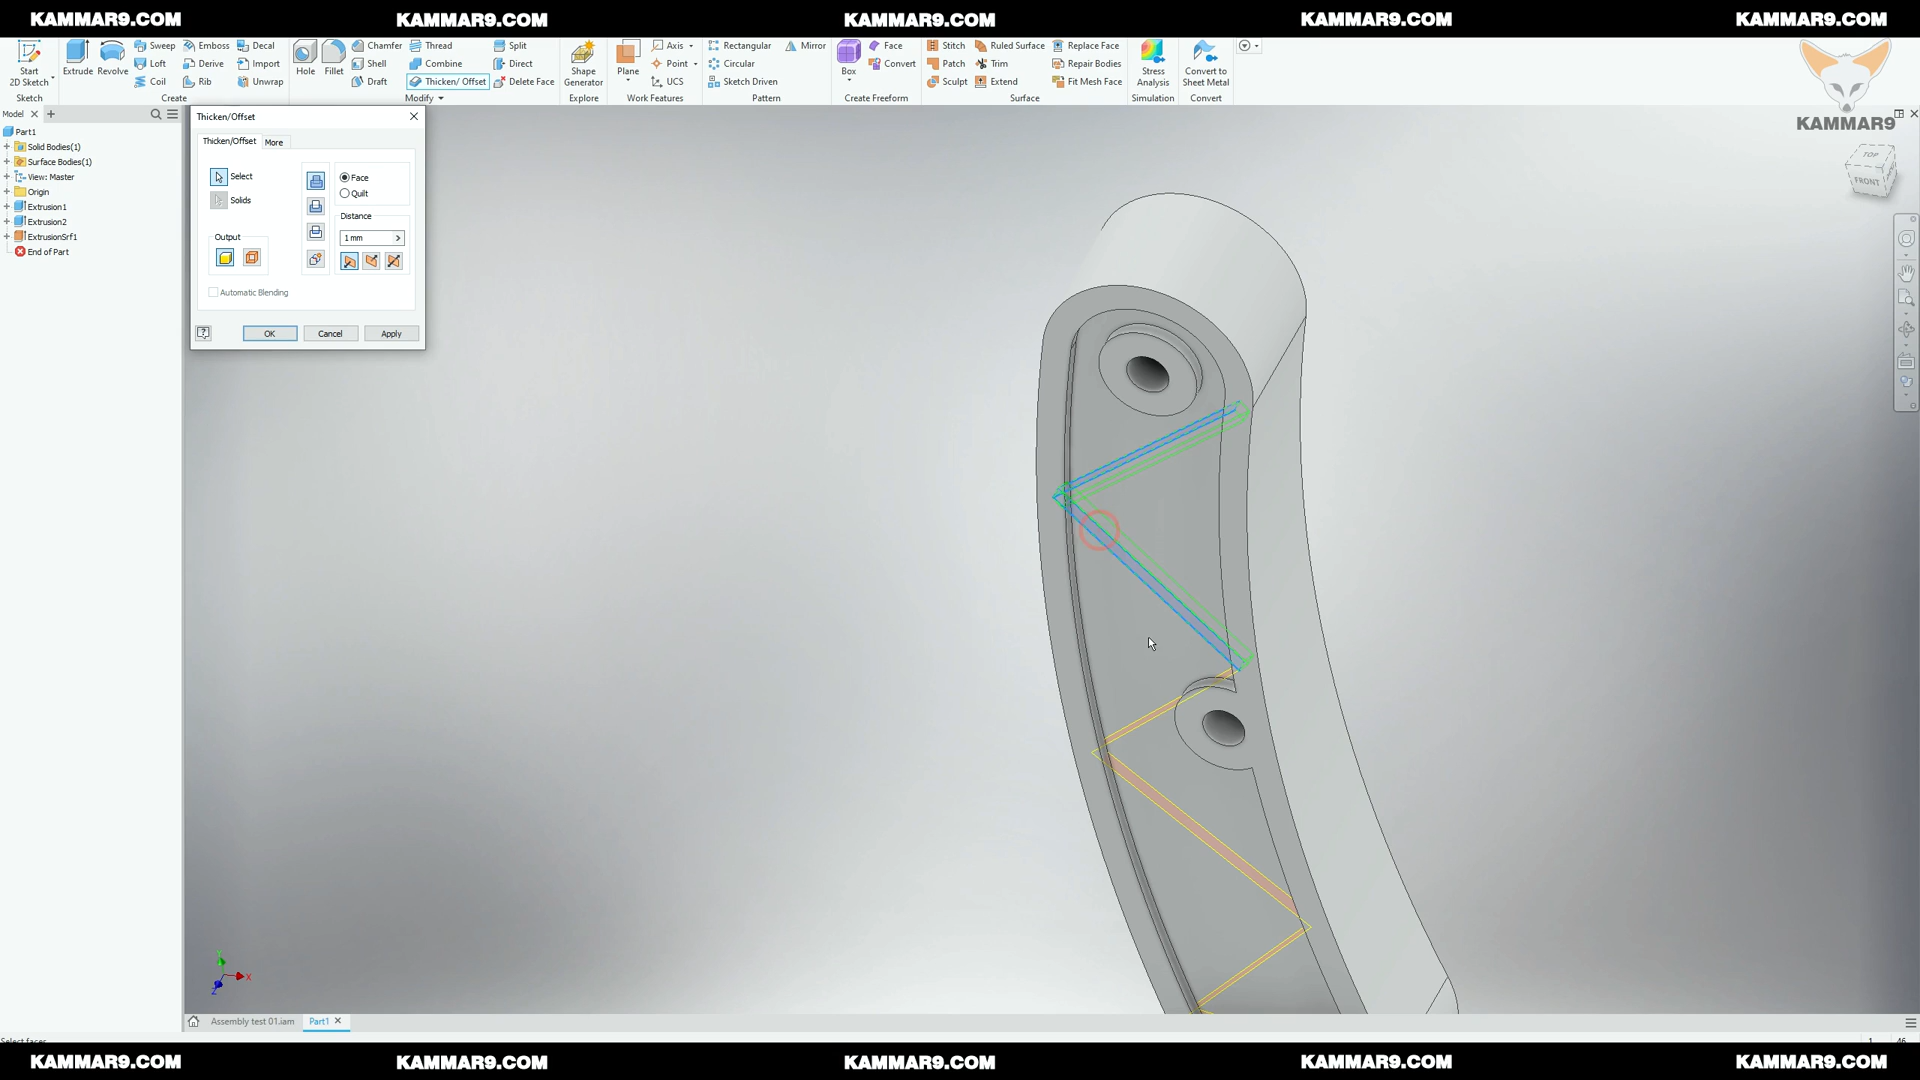 KAMMAR9.COM KAMMAR9.COM KAMMAR9.COM KAMMAR9.COM KAMMAR9.COM
Start 2D Sketch
Sketch
Extrude
Revolve
Sweep
Loft
Coil
Emboss
Derive
Rib
Decal
Import
Unwrap
Create
Hole
Fillet
Chamfer
Shell
Draft
Thread
Combine
Thicken/ Offset
Split
Direct
Delete Face
Modify
Shape Generator
Explore
Plane
Axis
Point
UCS
Work Features
Rectangular
Circular
Sketch Driven
Mirror
Pattern
Box
Face
Convert
Create Freeform
Stitch
Patch
Sculpt
Ruled Surface
Trim
Extend
Replace Face
Repair Bodies
Fit Mesh Face
Surface
Stress Analysis
Simulation
Convert to Sheet Metal
Convert
KAMMAR9
Model
Part1
Solid Bodies(1)
Surface Bodies(1)
View: Master
Origin
Extrusion1
Extrusion2
ExtrusionSrf1
End of Part
Thicken/Offset
Thicken/Offset More
Select
Solids
Output
Face
Quilt
Distance
1 mm
Automatic Blending
OK Cancel Apply
TOP
FRONT
Y
X
Z
Assembly test 01.iam Part1
Select faces
1 46
KAMMAR9.COM KAMMAR9.COM KAMMAR9.COM KAMMAR9.COM KAMMAR9.COM